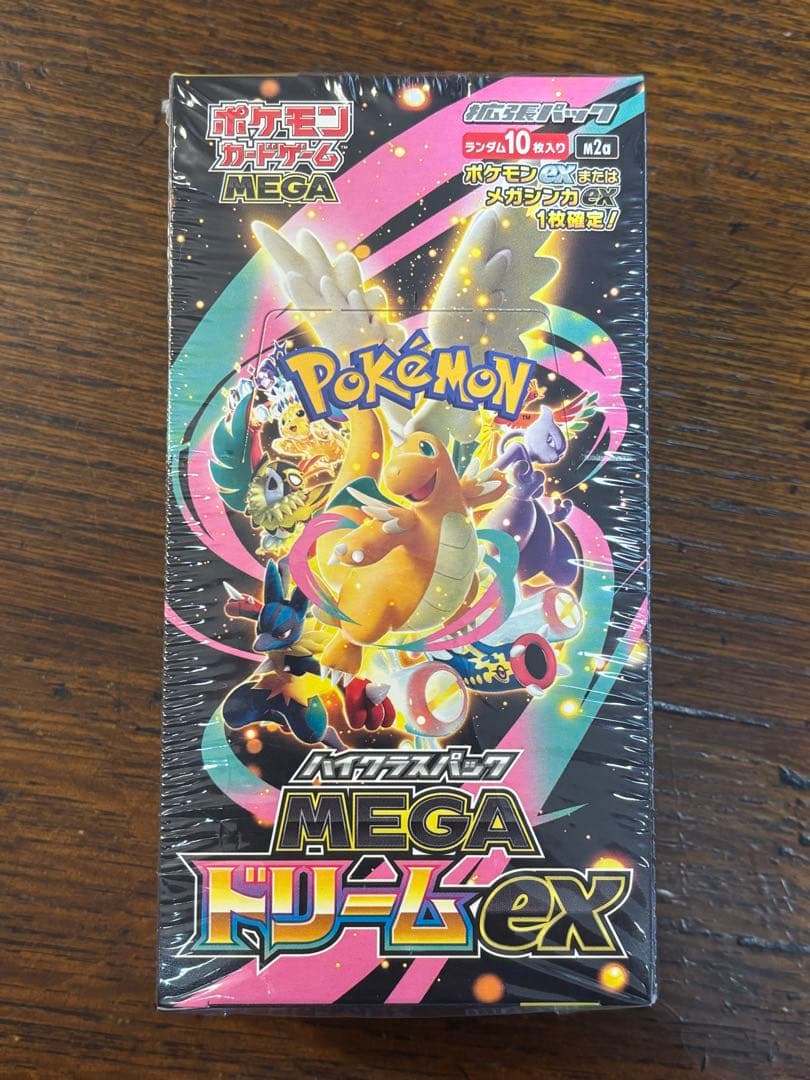 ポケモン
カードゲーム™
MEGA
拡張パック
ランダム10枚入り
M2a
ポケモンexまたは
メガシンカex
1枚確定!
POKÉMON
TM
ハイクラスパック
MEGA
ドリームex